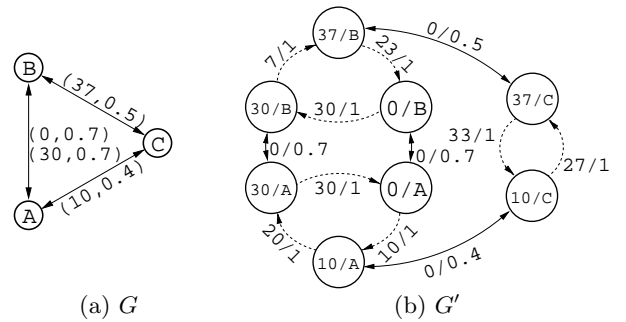 B
(37,0.5)
(0,0.7)
(30,0.7)
C
(10,0.4)
A
(a) G
37/B
0/0.5
7/1
23/1
30/B
30/1
0/B
37/C
0/0.7
0/0.7
33/1
27/1
30/A
30/1
0/A
10/C
20/1
10/1
10/A
0/0.4
(b) G′